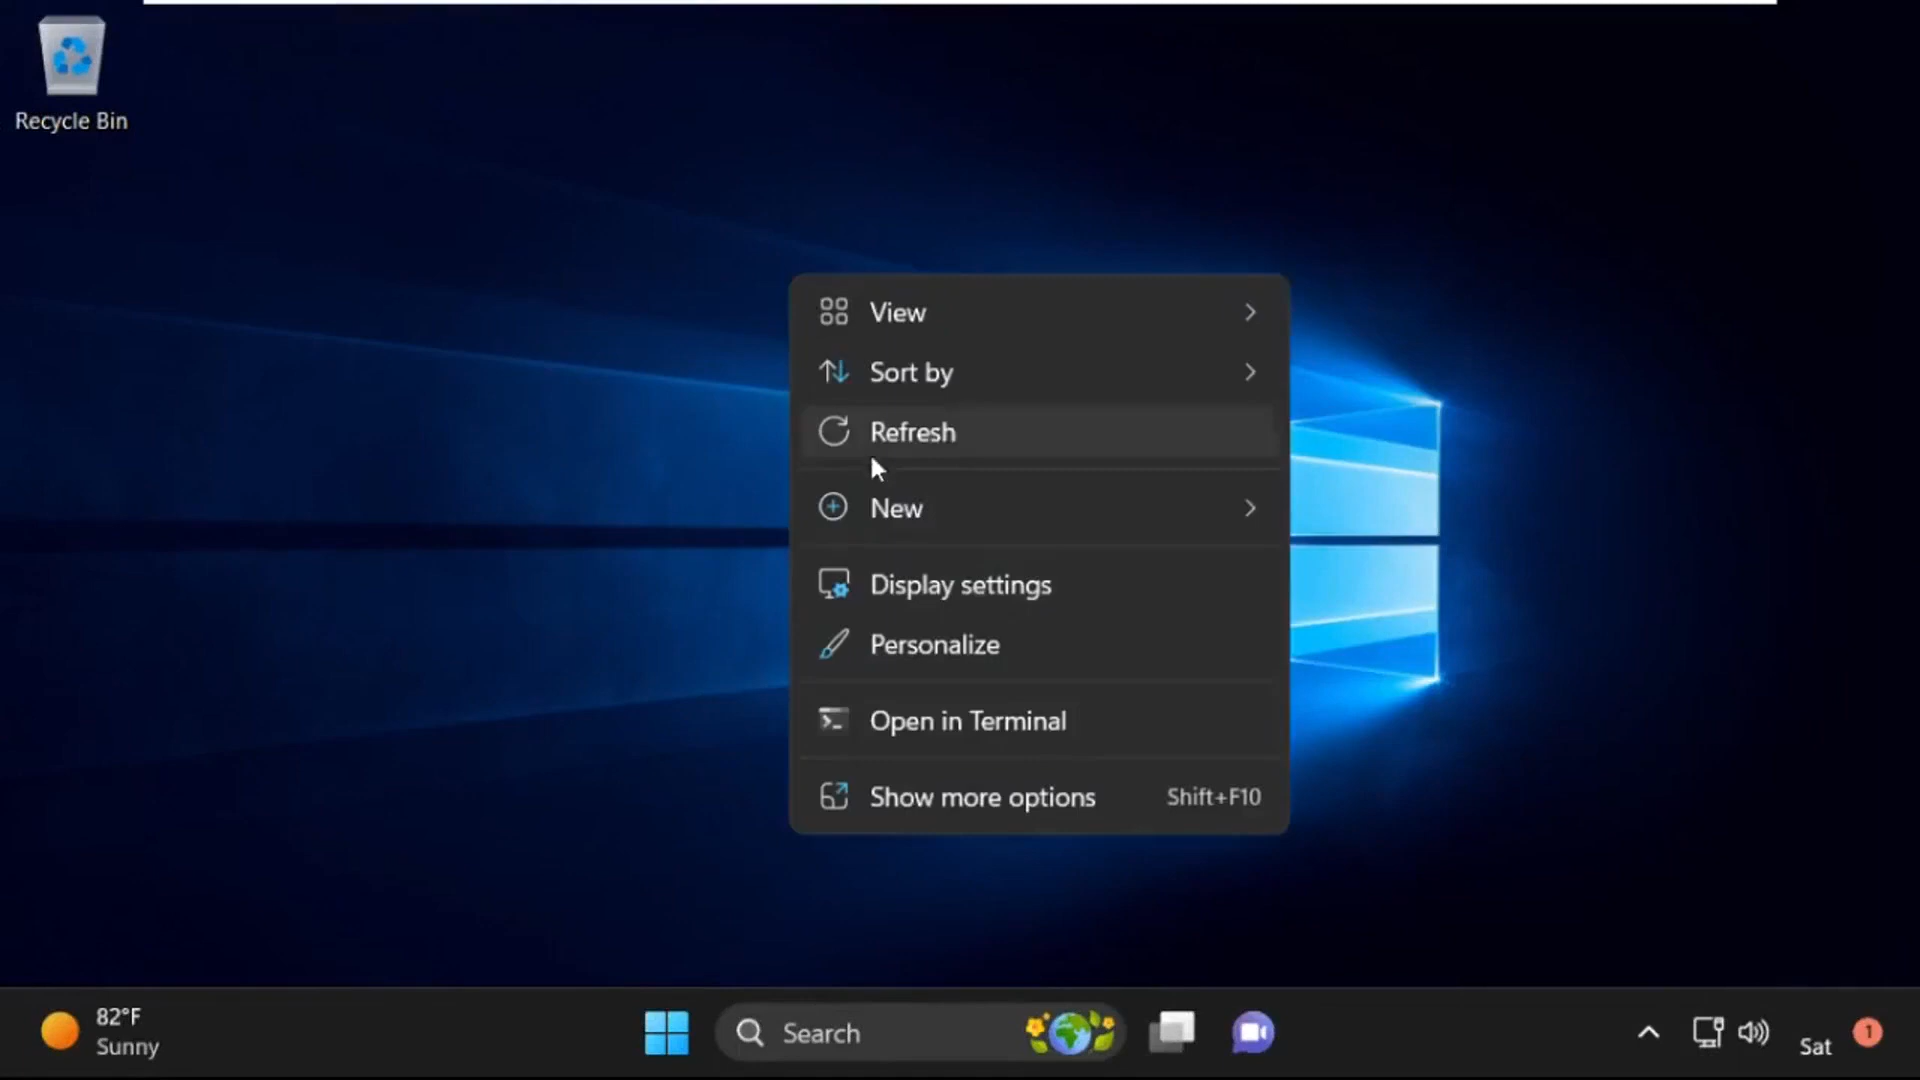 Recycle Bin
View
Sort by
Refresh
New
Display settings
Personalize
Open in Terminal
Show more options Shift+F10
82°F
Sunny
Search
Sat
1